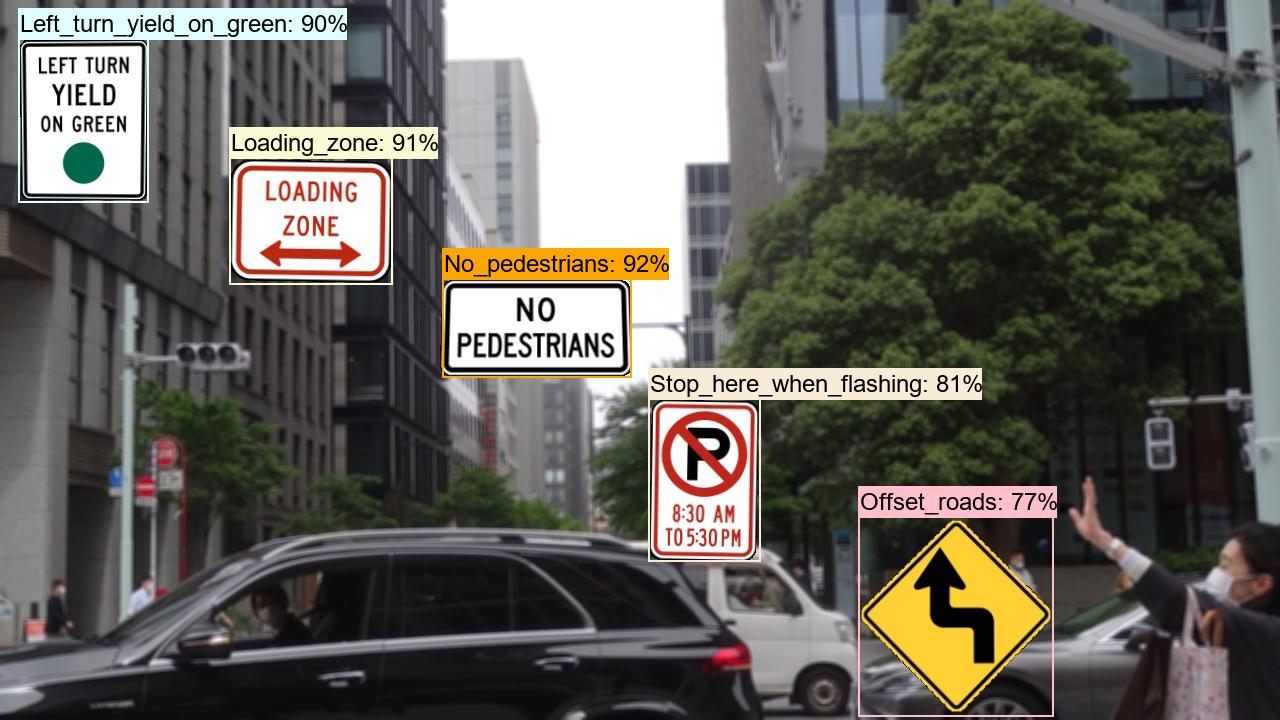 Left_turn_yield_on_green: 90%
LEFT TURN
YIELD
ON GREEN
Loading_zone: 91%
LOADING
ZONE
No_pedestrians: 92%
NO
PEDESTRIANS
Stop_here_when_flashing: 81%
P
8:30 AM
TO 5:30 PM
Offset_roads: 77%